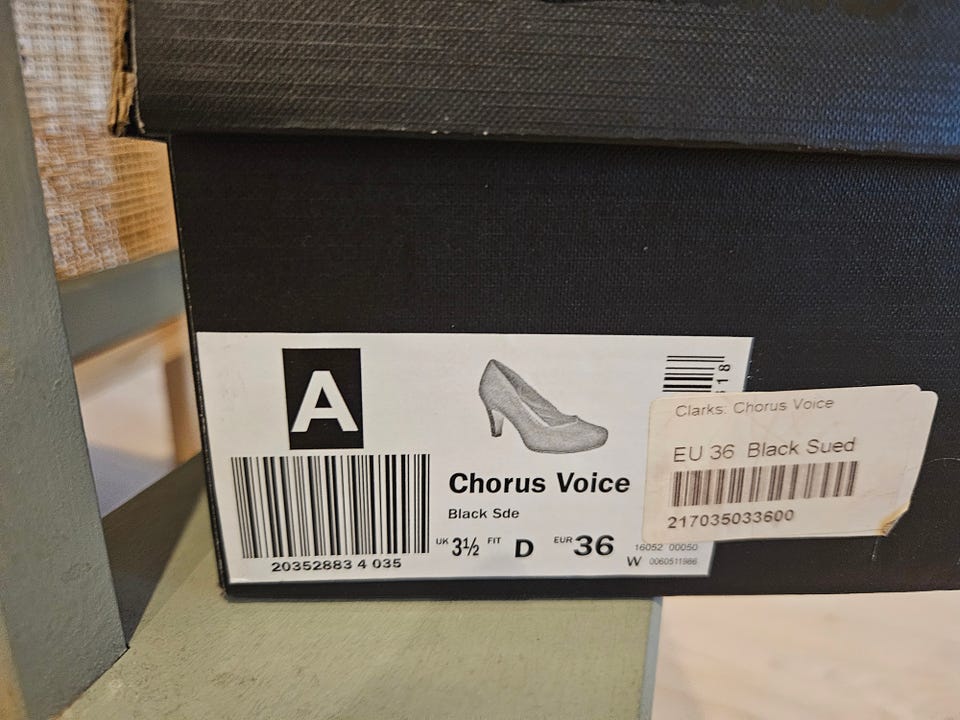 A
20352883 4 035
Chorus Voice
Black Sde
UK 3½ FIT D EUR 36
18
Clarks: Chorus Voice
EU 36 Black Sued
217035033600
16052 00050
W 0060511986